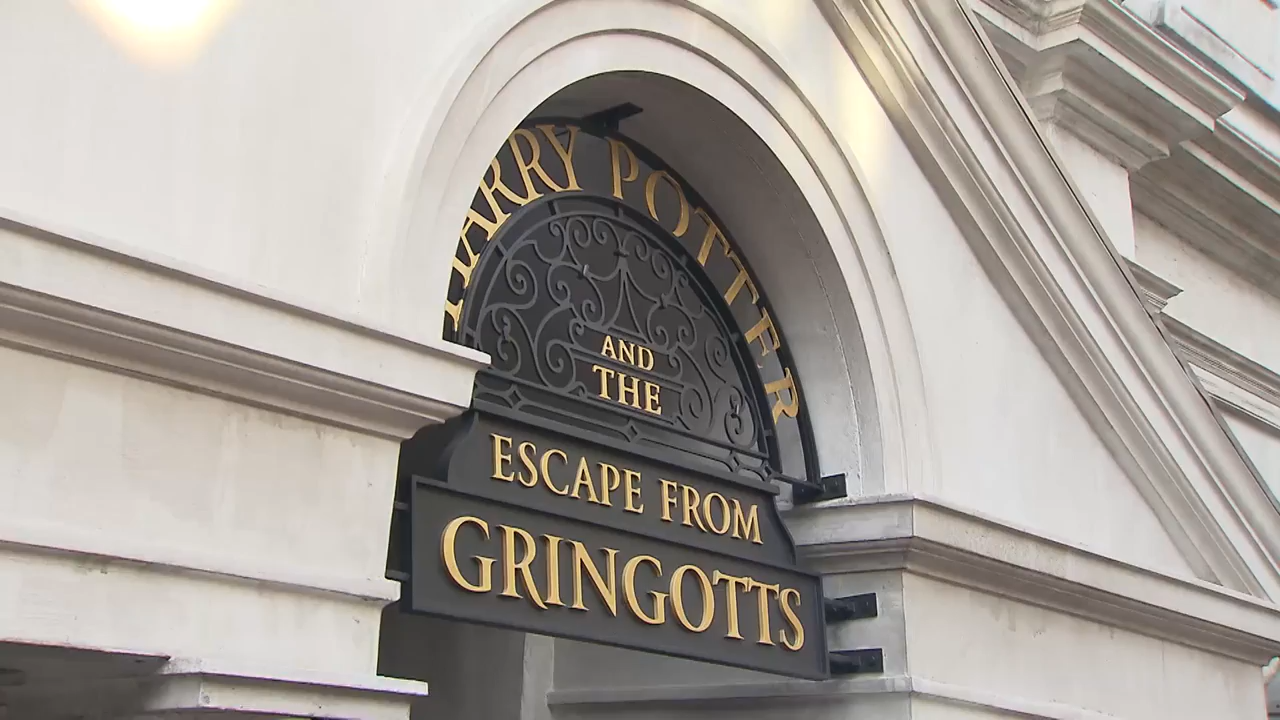 HARRY POTTER
AND
THE
ESCAPE FROM
GRINGOTTS